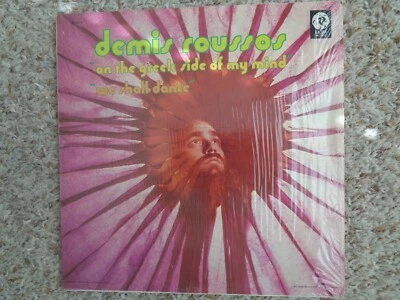 demis roussos
"on the greek side of my mind
"we shall dance"